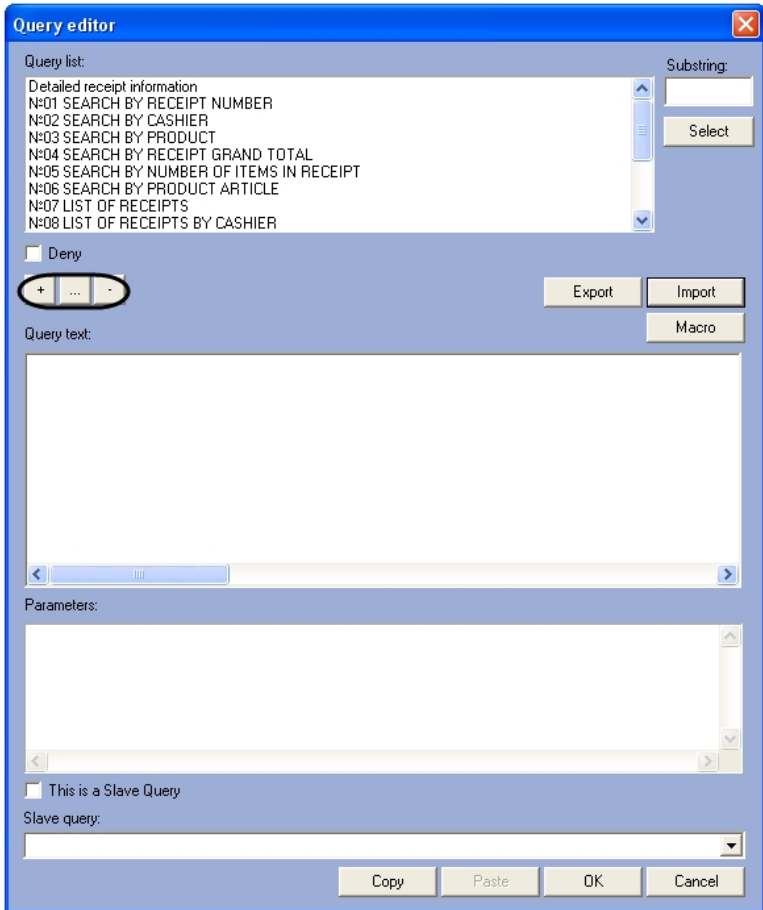 Query editor
Query list:
Substring:
Detailed receipt information
№01 SEARCH BY RECEIPT NUMBER
№02 SEARCH BY CASHIER
№03 SEARCH BY PRODUCT
№04 SEARCH BY RECEIPT GRAND TOTAL
№05 SEARCH BY NUMBER OF ITEMS IN RECEIPT
№06 SEARCH BY PRODUCT ARTICLE
№07 LIST OF RECEIPTS
№08 LIST OF RECEIPTS BY CASHIER
Select
Deny
+ ... -
Export Import
Macro
Query text:
Parameters:
This is a Slave Query
Slave query:
Copy Paste OK Cancel